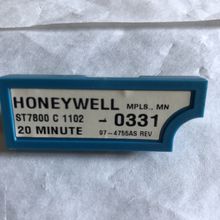 HONEYWELL MPLS., MN
ST7800 C 1102 → 0331
20 MINUTE 97-4755AS REV